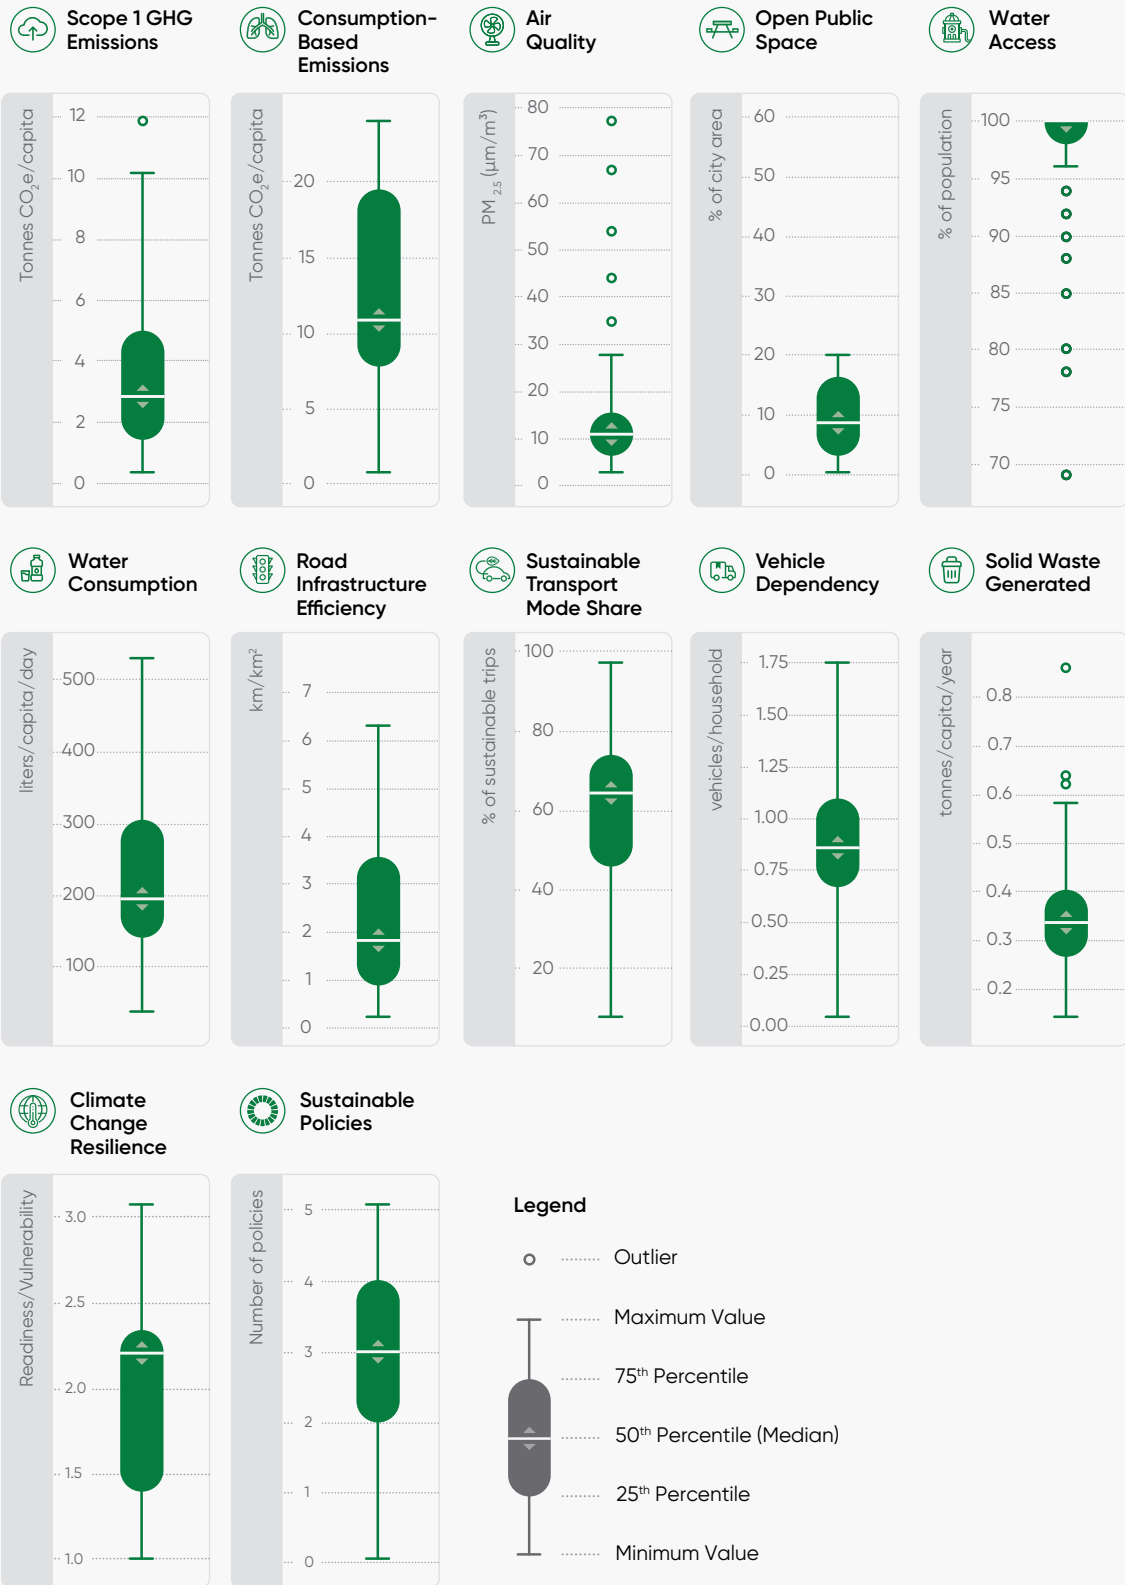 Scope 1 GHG
Emissions
Consumption-
Based
Emissions
Air
Quality
Open Public
Space
Water
Access
Tonnes CO2e/capita
12
10
8
6
4
2
0
Tonnes CO2e/capita
20
15
10
5
0
PM 2.5 (μm/m³)
80
70
60
50
40
30
20
10
0
% of city area
60
50
40
30
20
10
0
% of population
100
95
90
85
80
75
70
Water
Consumption
Road
Infrastructure
Efficiency
Sustainable
Transport
Mode Share
Vehicle
Dependency
Solid Waste
Generated
liters/capita/day
500
400
300
200
100
km/km²
7
6
5
4
3
2
1
0
% of sustainable trips
100
80
60
40
20
vehicles/household
1.75
1.50
1.25
1.00
0.75
0.50
0.25
0.00
tonnes/capita/year
0.8
0.7
0.6
0.5
0.4
0.3
0.2
Climate
Change
Resilience
Sustainable
Policies
Readiness/Vulnerability
3.0
2.5
2.0
1.5
1.0
Number of policies
5
4
3
2
1
0
Legend
Outlier
Maximum Value
75th Percentile
50th Percentile (Median)
25th Percentile
Minimum Value